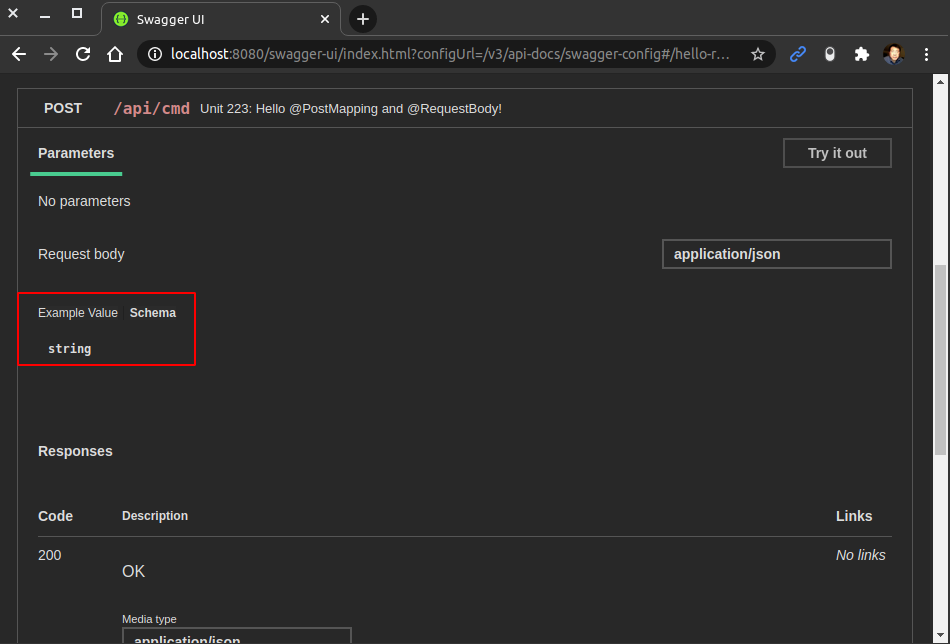 Swagger UI
localhost:8080/swagger-ui/index.html?configUrl=/v3/api-docs/swagger-config#/hello-r...
POST /api/cmd Unit 223: Hello @PostMapping and @RequestBody!
Parameters Try it out
No parameters
Request body application/json
Example Value Schema
string
Responses
Code Description Links
200 No links
OK
Media type
application/json